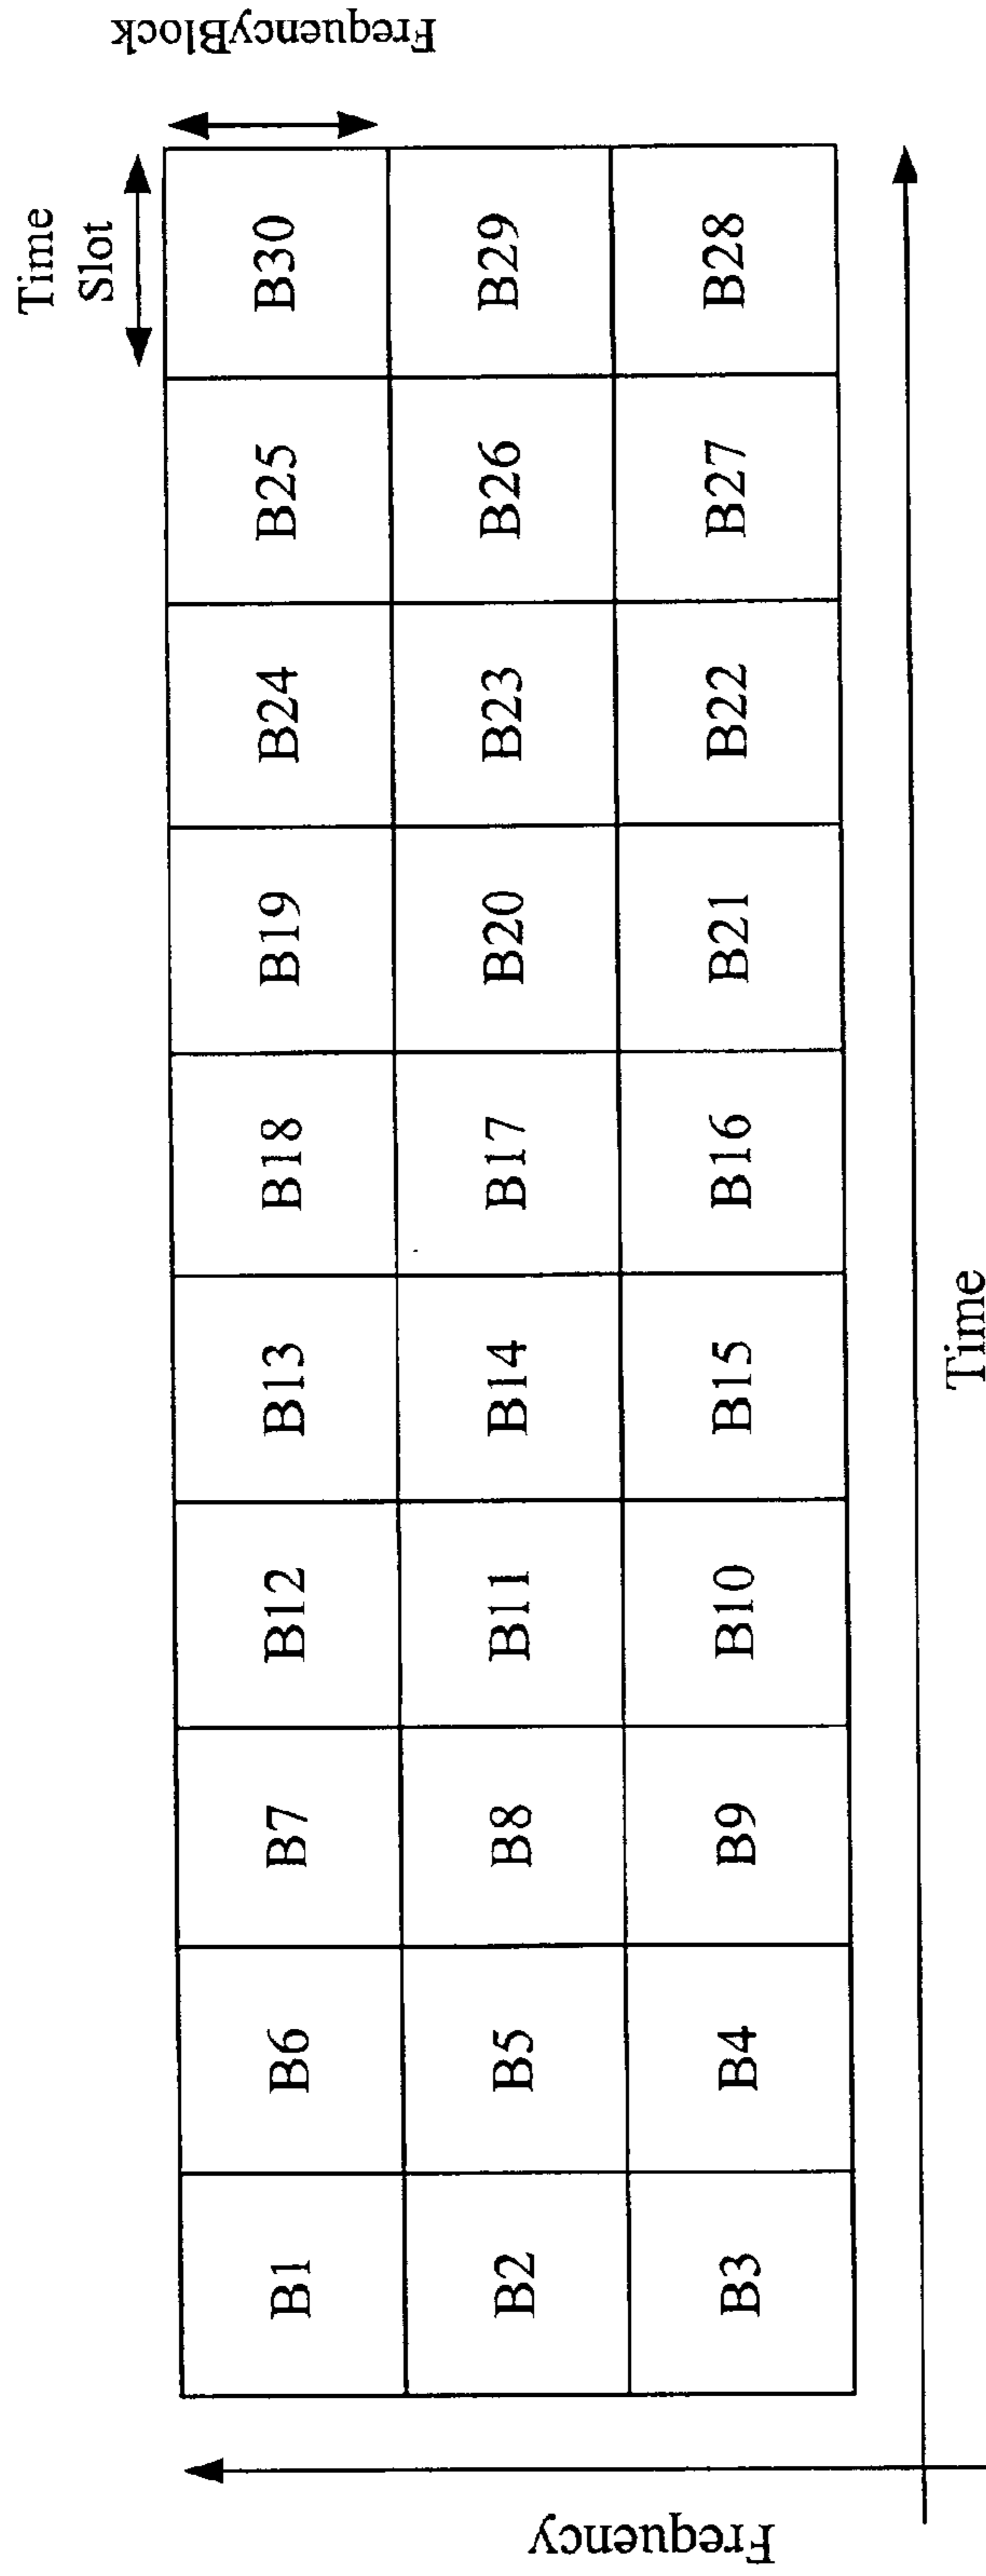 Time
Slot
FrequencyBlock
B1 B6 B7 B12 B13 B18 B19 B24 B25 B30
B2 B5 B8 B11 B14 B17 B20 B23 B26 B29
B3 B4 B9 B10 B15 B16 B21 B22 B27 B28
Frequency
Time